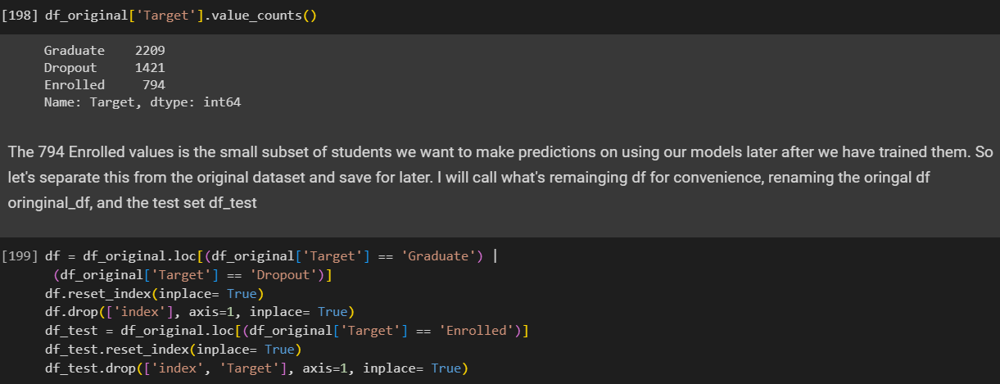 [198] df_original['Target'].value_counts()
Graduate    2209
Dropout     1421
Enrolled     794
Name: Target, dtype: int64
The 794 Enrolled values is the small subset of students we want to make predictions on using our models later after we have trained them. So
let's separate this from the original dataset and save for later. I will call what's remainging df for convenience, renaming the oringal df
oringinal_df, and the test set df_test
[199] df = df_original.loc[(df_original['Target'] == 'Graduate') |
(df_original['Target'] == 'Dropout')]
df.reset_index(inplace= True)
df.drop(['index'], axis=1, inplace= True)
df_test = df_original.loc[(df_original['Target'] == 'Enrolled')]
df_test.reset_index(inplace= True)
df_test.drop(['index', 'Target'], axis=1, inplace= True)